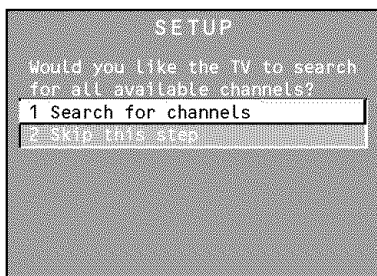 SETUP
Would you like the TV to search
for all available channels?
1 Search for channels
2 Skip this step